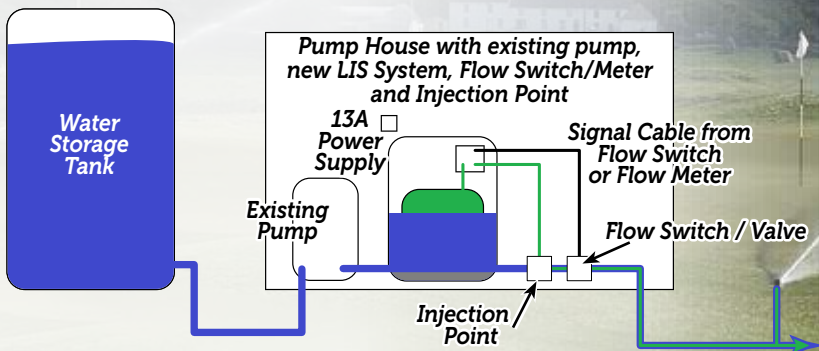 Pump House with existing pump,
new LIS System, Flow Switch/Meter
and Injection Point
Water
Storage
Tank
13A
Power
Supply
Signal Cable from
Flow Switch
or Flow Meter
Existing
Pump
Flow Switch / Valve
Injection
Point